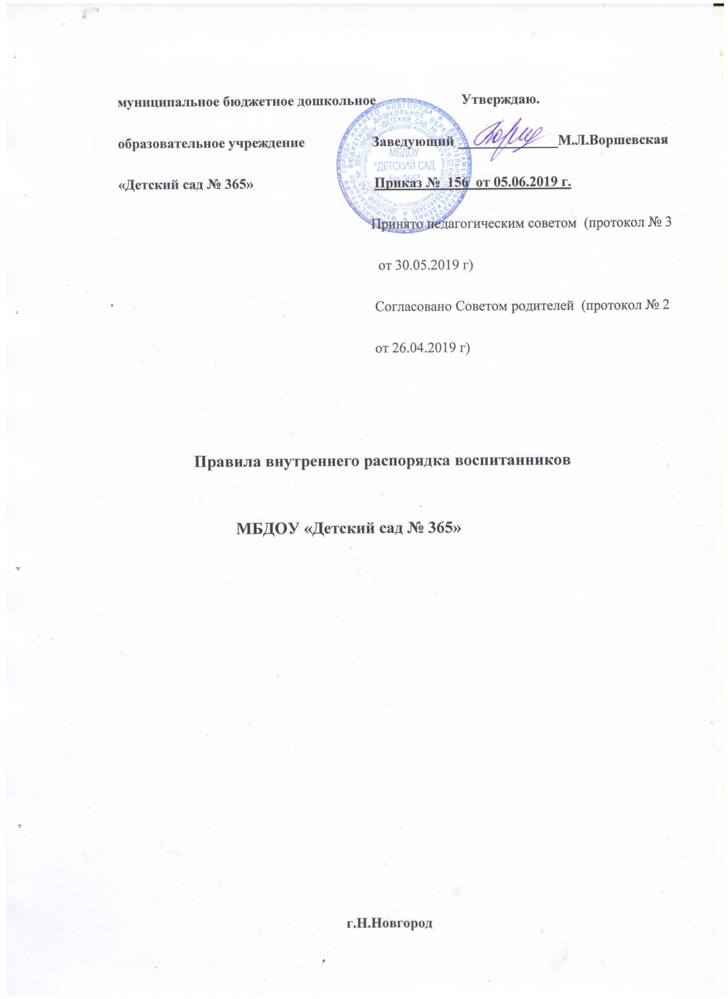 муниципальное бюджетное дошкольное Утверждаю.
образовательное учреждение Заведующий ______________М.Л.Воршевская
«Детский сад № 365» Приказ № 156 от 05.06.2019 г.
Принято педагогическим советом (протокол № 3
от 30.05.2019 г)
Согласовано Советом родителей (протокол № 2
от 26.04.2019 г)
МБДОУ
"ДЕТСКИЙ САД
№ 365"
Правила внутреннего распорядка воспитанников
МБДОУ «Детский сад № 365»
г.Н.Новгород